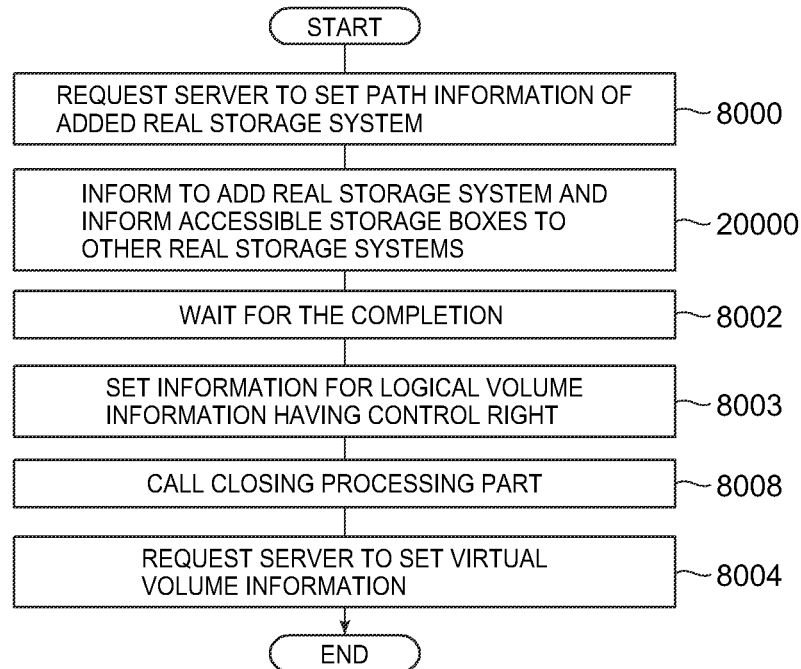 START
REQUEST SERVER TO SET PATH INFORMATION OF
ADDED REAL STORAGE SYSTEM
8000
INFORM TO ADD REAL STORAGE SYSTEM AND
INFORM ACCESSIBLE STORAGE BOXES TO
OTHER REAL STORAGE SYSTEMS
20000
WAIT FOR THE COMPLETION
8002
SET INFORMATION FOR LOGICAL VOLUME
INFORMATION HAVING CONTROL RIGHT
8003
CALL CLOSING PROCESSING PART
8008
REQUEST SERVER TO SET VIRTUAL
VOLUME INFORMATION
8004
END